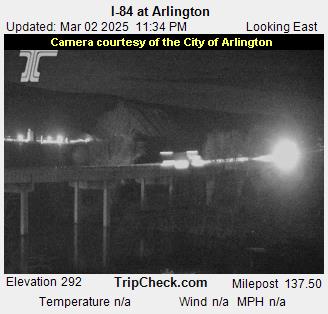 I-84 at Arlington
Updated: Mar 02 2025 11:34 PM Looking East
Camera courtesy of the City of Arlington
Elevation 292 TripCheck.com Milepost 137.50
Temperature n/a Wind n/a MPH n/a